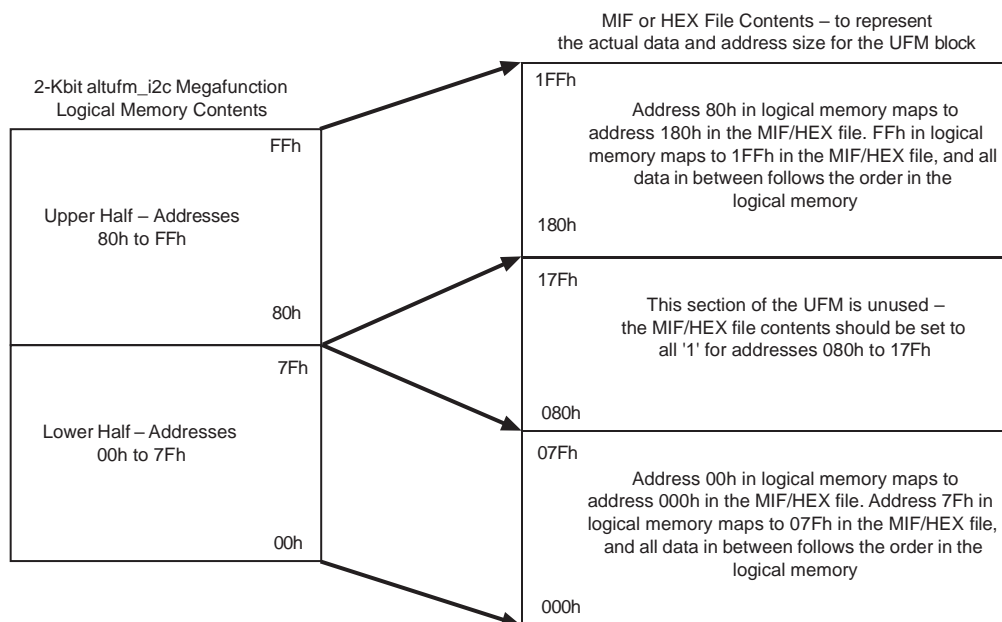 2-Kbit altufm_i2c Megafunction
Logical Memory Contents
FFh
Upper Half – Addresses
80h to FFh
80h
7Fh
Lower Half – Addresses
00h to 7Fh
00h
MIF or HEX File Contents – to represent
the actual data and address size for the UFM block
1FFh
Address 80h in logical memory maps to
address 180h in the MIF/HEX file. FFh in logical
memory maps to 1FFh in the MIF/HEX file, and all
data in between follows the order in the
logical memory
180h
17Fh
This section of the UFM is unused –
the MIF/HEX file contents should be set to
all '1' for addresses 080h to 17Fh
080h
07Fh
Address 00h in logical memory maps to
address 000h in the MIF/HEX file. Address 7Fh in
logical memory maps to 07Fh in the MIF/HEX file,
and all data in between follows the order in the
logical memory
000h